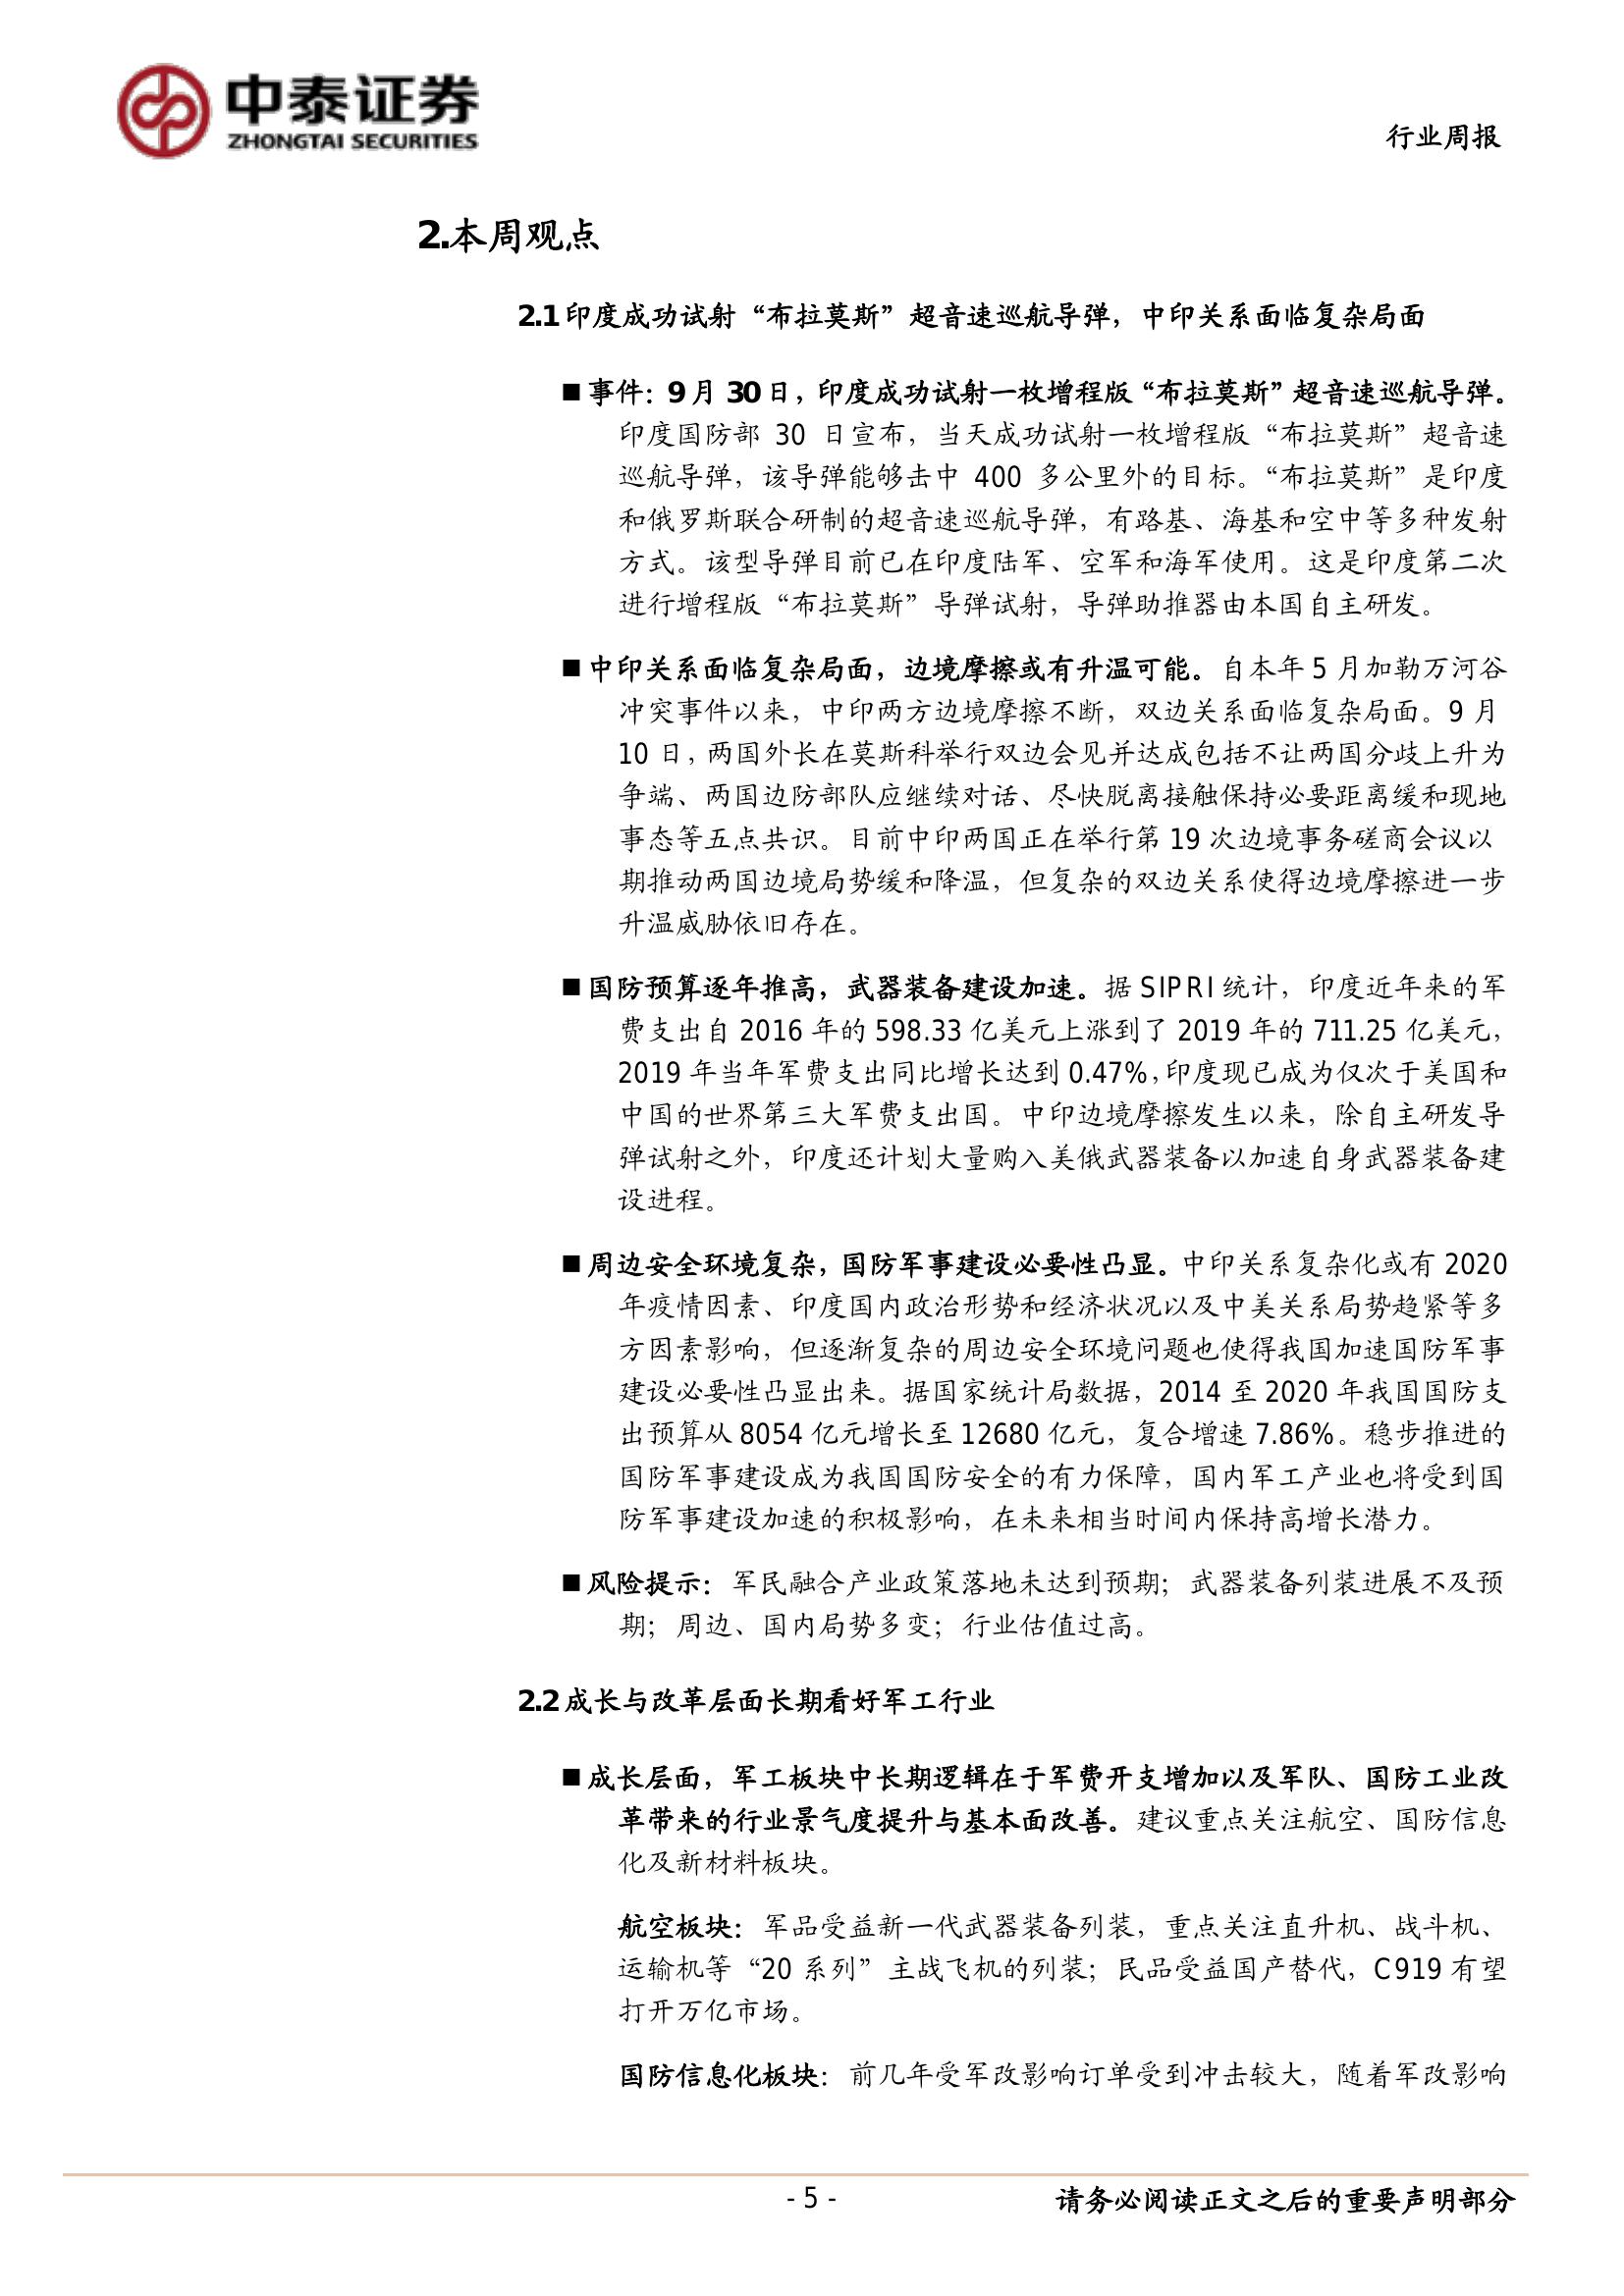 中泰证券
ZHONGTAI SECURITIES
行业周报
2.本周观点
2.1 印度成功试射“布拉莫斯”超音速巡航导弹，中印关系面临复杂局面
■ 事件：9 月 30 日，印度成功试射一枚增程版“布拉莫斯”超音速巡航导弹。
印度国防部 30 日宣布，当天成功试射一枚增程版“布拉莫斯”超音速
巡航导弹，该导弹能够击中 400 多公里外的目标。“布拉莫斯”是印度
和俄罗斯联合研制的超音速巡航导弹，有路基、海基和空中等多种发射
方式。该型导弹目前已在印度陆军、空军和海军使用。这是印度第二次
进行增程版“布拉莫斯”导弹试射，导弹助推器由本国自主研发。
■ 中印关系面临复杂局面，边境摩擦或有升温可能。自本年 5 月加勒万河谷
冲突事件以来，中印两方边境摩擦不断，双边关系面临复杂局面。9 月
10 日，两国外长在莫斯科举行双边会见并达成包括不让两国分歧上升为
争端、两国边防部队应继续对话、尽快脱离接触保持必要距离缓和现地
事态等五点共识。目前中印两国正在举行第 19 次边境事务磋商会议以
期推动两国边境局势缓和降温，但复杂的双边关系使得边境摩擦进一步
升温威胁依旧存在。
■ 国防预算逐年推高，武器装备建设加速。据 SIPRI 统计，印度近年来的军
费支出自 2016 年的 598.33 亿美元上涨到了 2019 年的 711.25 亿美元，
2019 年当年军费支出同比增长达到 0.47%，印度现已成为仅次于美国和
中国的世界第三大军费支出国。中印边境摩擦发生以来，除自主研发导
弹试射之外，印度还计划大量购入美俄武器装备以加速自身武器装备建
设进程。
■ 周边安全环境复杂，国防军事建设必要性凸显。中印关系复杂化或有 2020
年疫情因素、印度国内政治形势和经济状况以及中美关系局势趋紧等多
方因素影响，但逐渐复杂的周边安全环境问题也使得我国加速国防军事
建设必要性凸显出来。据国家统计局数据，2014 至 2020 年我国国防支
出预算从 8054 亿元增长至 12680 亿元，复合增速 7.86%。稳步推进的
国防军事建设成为我国国防安全的有力保障，国内军工产业也将受到国
防军事建设加速的积极影响，在未来相当时间内保持高增长潜力。
■ 风险提示：军民融合产业政策落地未达到预期；武器装备列装进展不及预
期；周边、国内局势多变；行业估值过高。
2.2 成长与改革层面长期看好军工行业
■ 成长层面，军工板块中长期逻辑在于军费开支增加以及军队、国防工业改
革带来的行业景气度提升与基本面改善。建议重点关注航空、国防信息
化及新材料板块。
航空板块：军品受益新一代武器装备列装，重点关注直升机、战斗机、
运输机等“20 系列”主战飞机的列装；民品受益国产替代，C919 有望
打开万亿市场。
国防信息化板块：前几年受军改影响订单受到冲击较大，随着军改影响
- 5 -
请务必阅读正文之后的重要声明部分